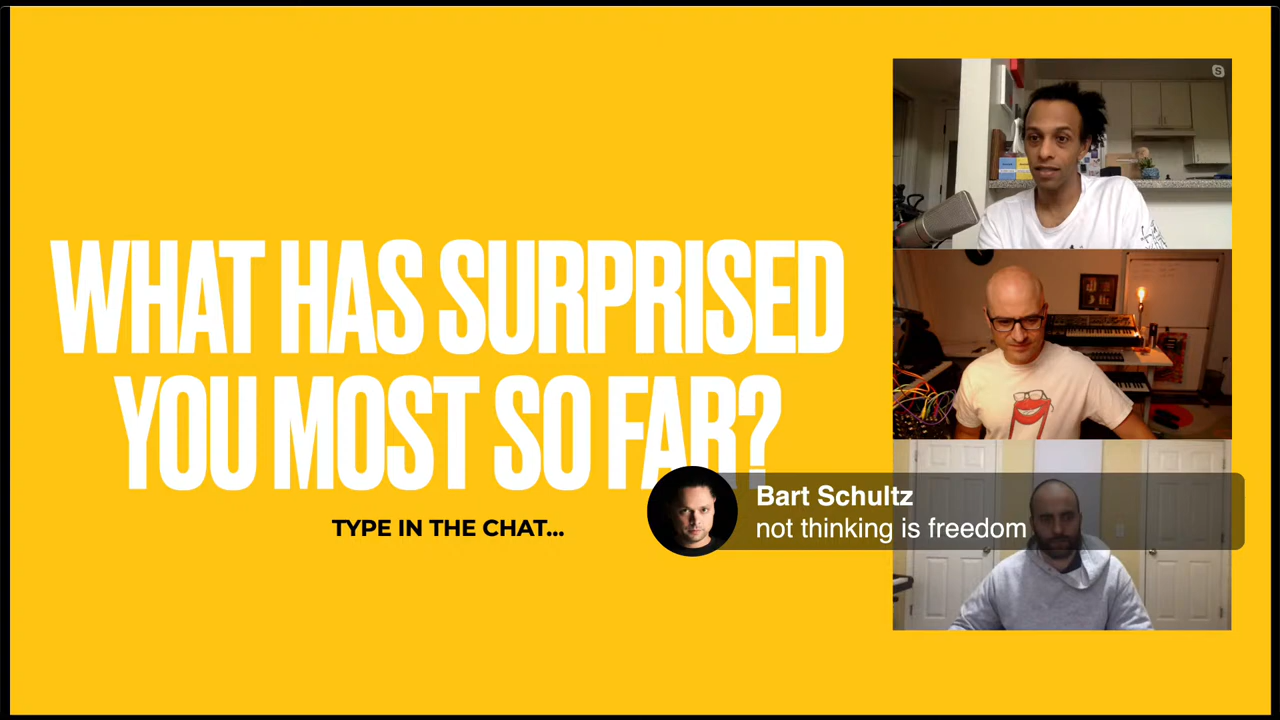 WHAT HAS SURPRISED
YOU MOST SO FAR?
TYPE IN THE CHAT...
Bart Schultz
not thinking is freedom